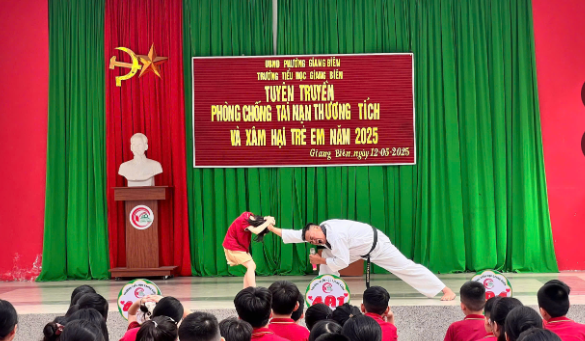 UBND PHƯỜNG GIANG BIÊN
TRƯỜNG TIỂU HỌC GIANG BIÊN
TUYÊN TRUYỀN
PHÒNG CHỐNG TAI NẠN THƯƠNG TÍCH
VÀ XÂM HẠI TRẺ EM NĂM 2025
Giang Biên, ngày 12-05-2025